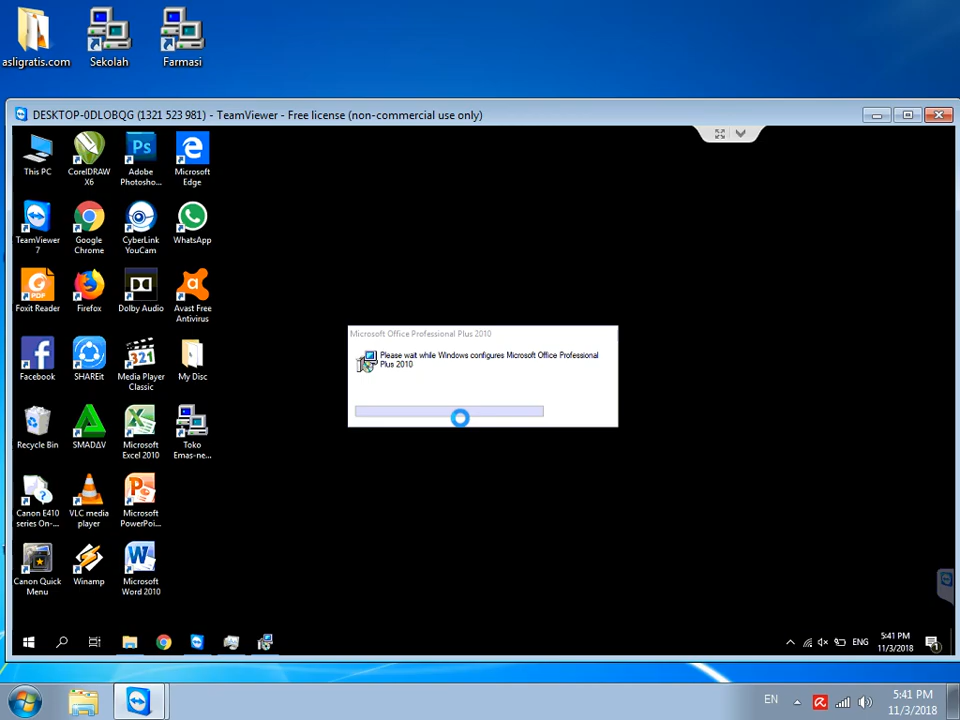 asligratis.com
Sekolah
Farmasi
DESKTOP-0DLOBQG (1321 523 981) - TeamViewer - Free license (non-commercial use only)
This PC
CorelDRAW X6
Adobe Photosho...
Microsoft Edge
TeamViewer 7
Google Chrome
CyberLink YouCam
WhatsApp
Foxit Reader
Firefox
Dolby Audio
Avast Free Antivirus
Microsoft Office Professional Plus 2010
Please wait while Windows configures Microsoft Office Professional
Plus 2010
Facebook
SHAREit
Media Player Classic
My Disc
Recycle Bin
SMADΔV
Microsoft Excel 2010
Toko Emas-ne...
Canon E410 series On-...
VLC media player
Microsoft PowerPoi...
Canon Quick Menu
Winamp
Microsoft Word 2010
ENG
5:41 PM
11/3/2018
EN
5:41 PM
11/3/2018